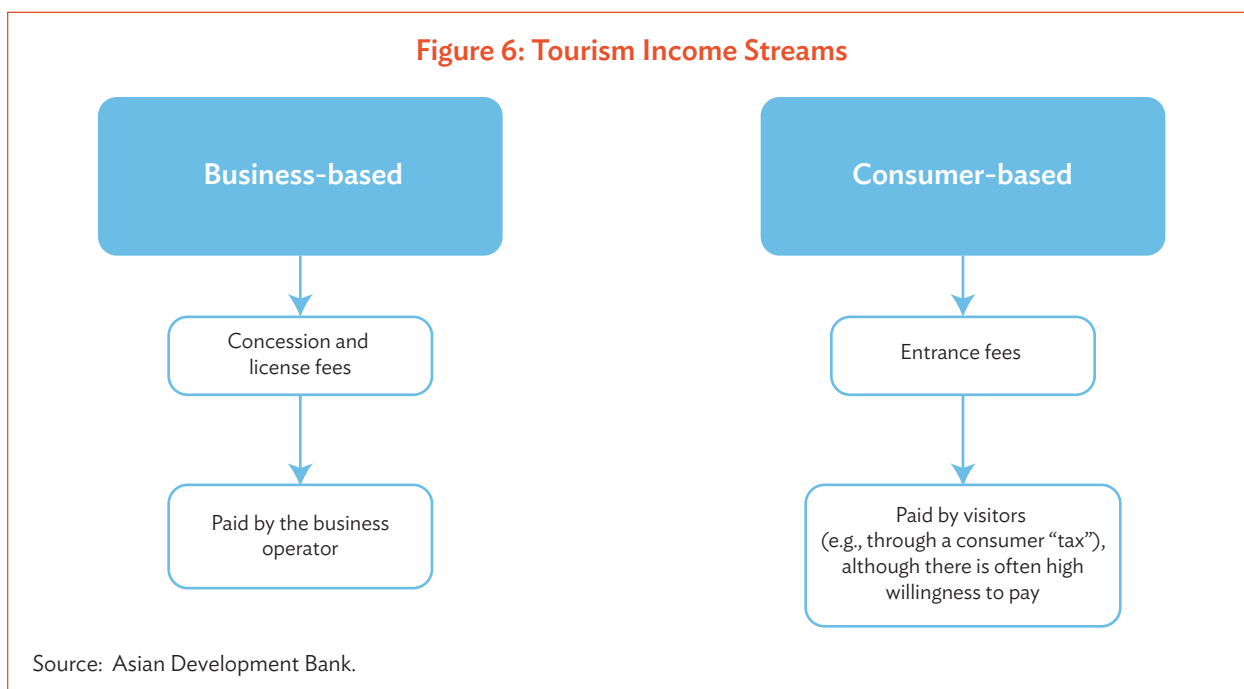 Figure 6: Tourism Income Streams
Business-based
Concession and
license fees
Paid by the business
operator
Consumer-based
Entrance fees
Paid by visitors
(e.g., through a consumer “tax”),
although there is often high
willingness to pay
Source: Asian Development Bank.